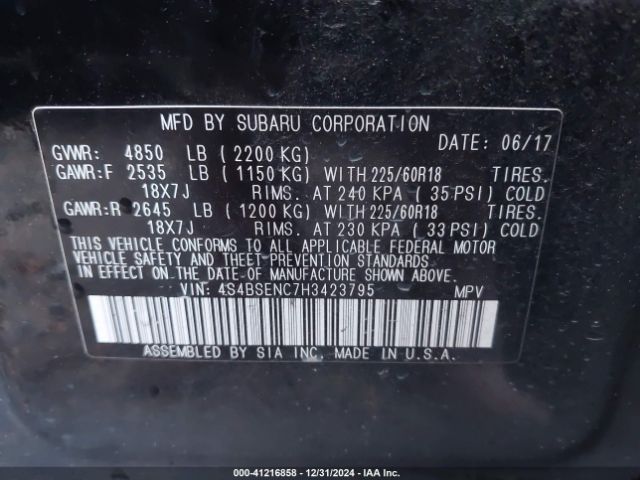 MFD BY SUBARU CORPORATION
DATE: 06/17
GVWR: 4850 LB (2200 KG)
GAWR:F 2535 LB (1150 KG) WITH 225/60R18 TIRES.
18X7J RIMS. AT 240 KPA (35 PSI) COLD
GAWR:R 2645 LB (1200 KG) WITH 225/60R18 TIRES.
18X7J RIMS. AT 230 KPA (33 PSI) COLD
THIS VEHICLE CONFORMS TO ALL APPLICABLE FEDERAL MOTOR
VEHICLE SAFETY AND THEFT PREVENTION STANDARDS
IN EFFECT ON THE DATE OF MANUFACTURE SHOWN ABOVE.
VIN: 4S4BSENC7H3423795 MPV
ASSEMBLED BY SIA INC. MADE IN U.S.A.
000-41216858 - 12/31/2024 - IAA Inc.